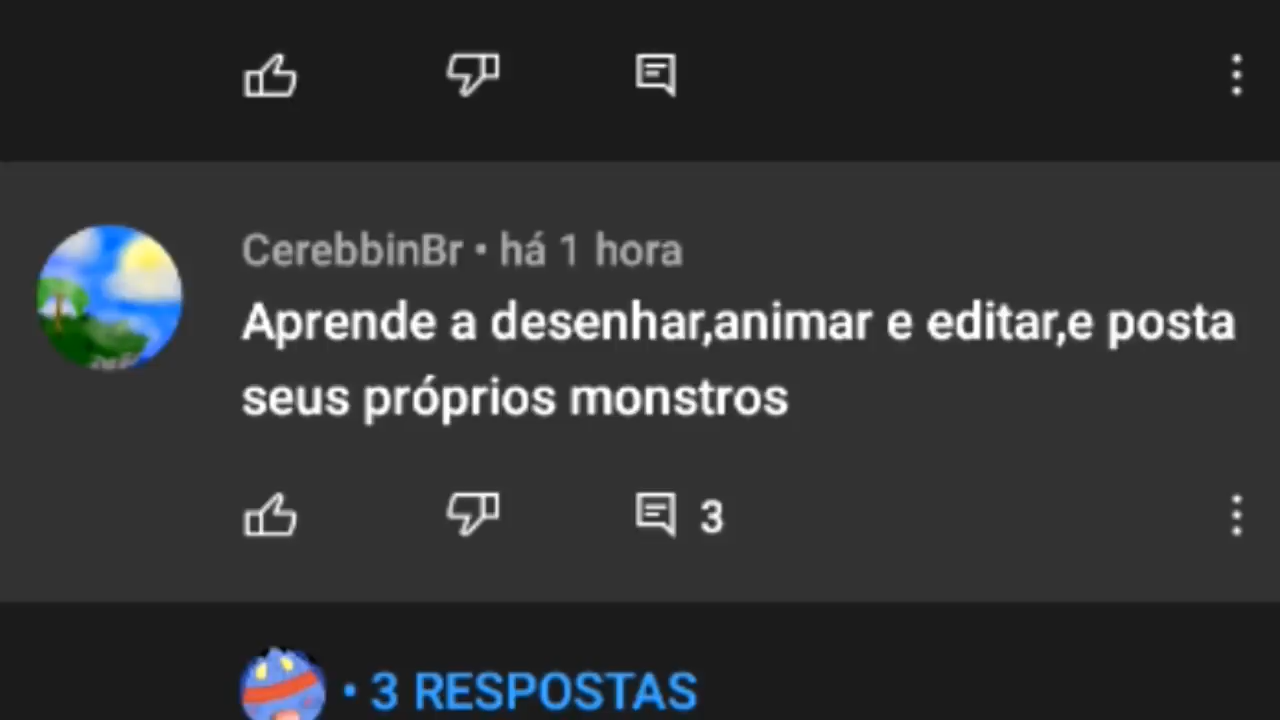 CerebbinBr • há 1 hora
Aprende a desenhar,animar e editar,e posta
seus próprios monstros
3
• 3 RESPOSTAS